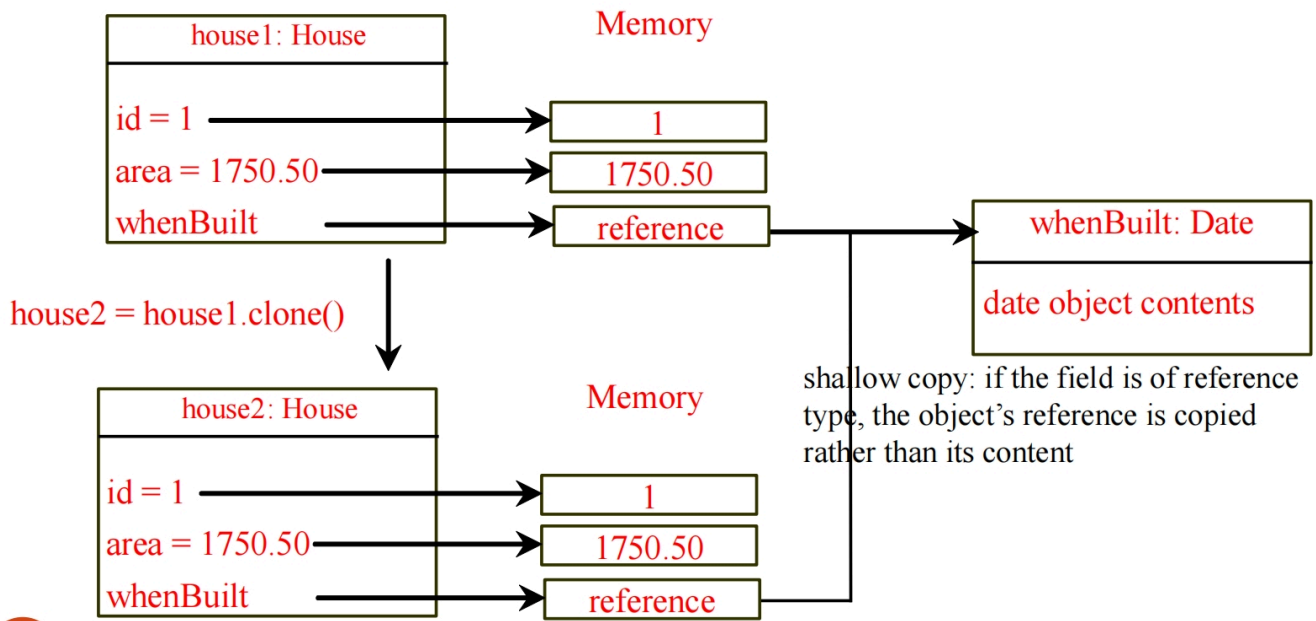 house1: House
Memory
id = 1
1
area = 1750.50
1750.50
whenBuilt
reference
whenBuilt: Date
date object contents
house2 = house1.clone()
shallow copy: if the field is of reference
type, the object's reference is copied
rather than its content
house2: House
Memory
id = 1
1
area = 1750.50
1750.50
whenBuilt
reference